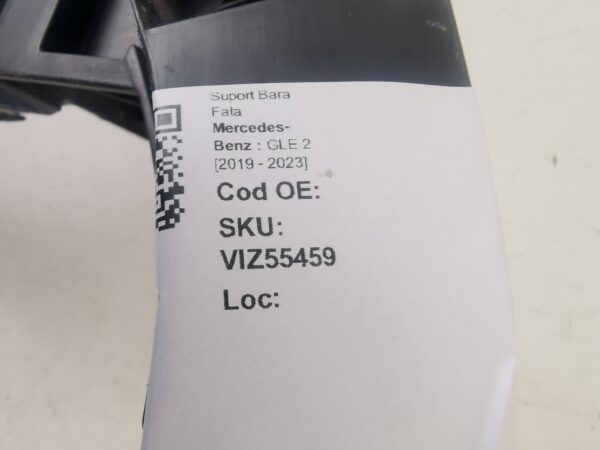 Suport Bara
Fata
Mercedes-
Benz : GLE 2
[2019 - 2023]
Cod OE:
SKU:
VIZ55459
Loc: